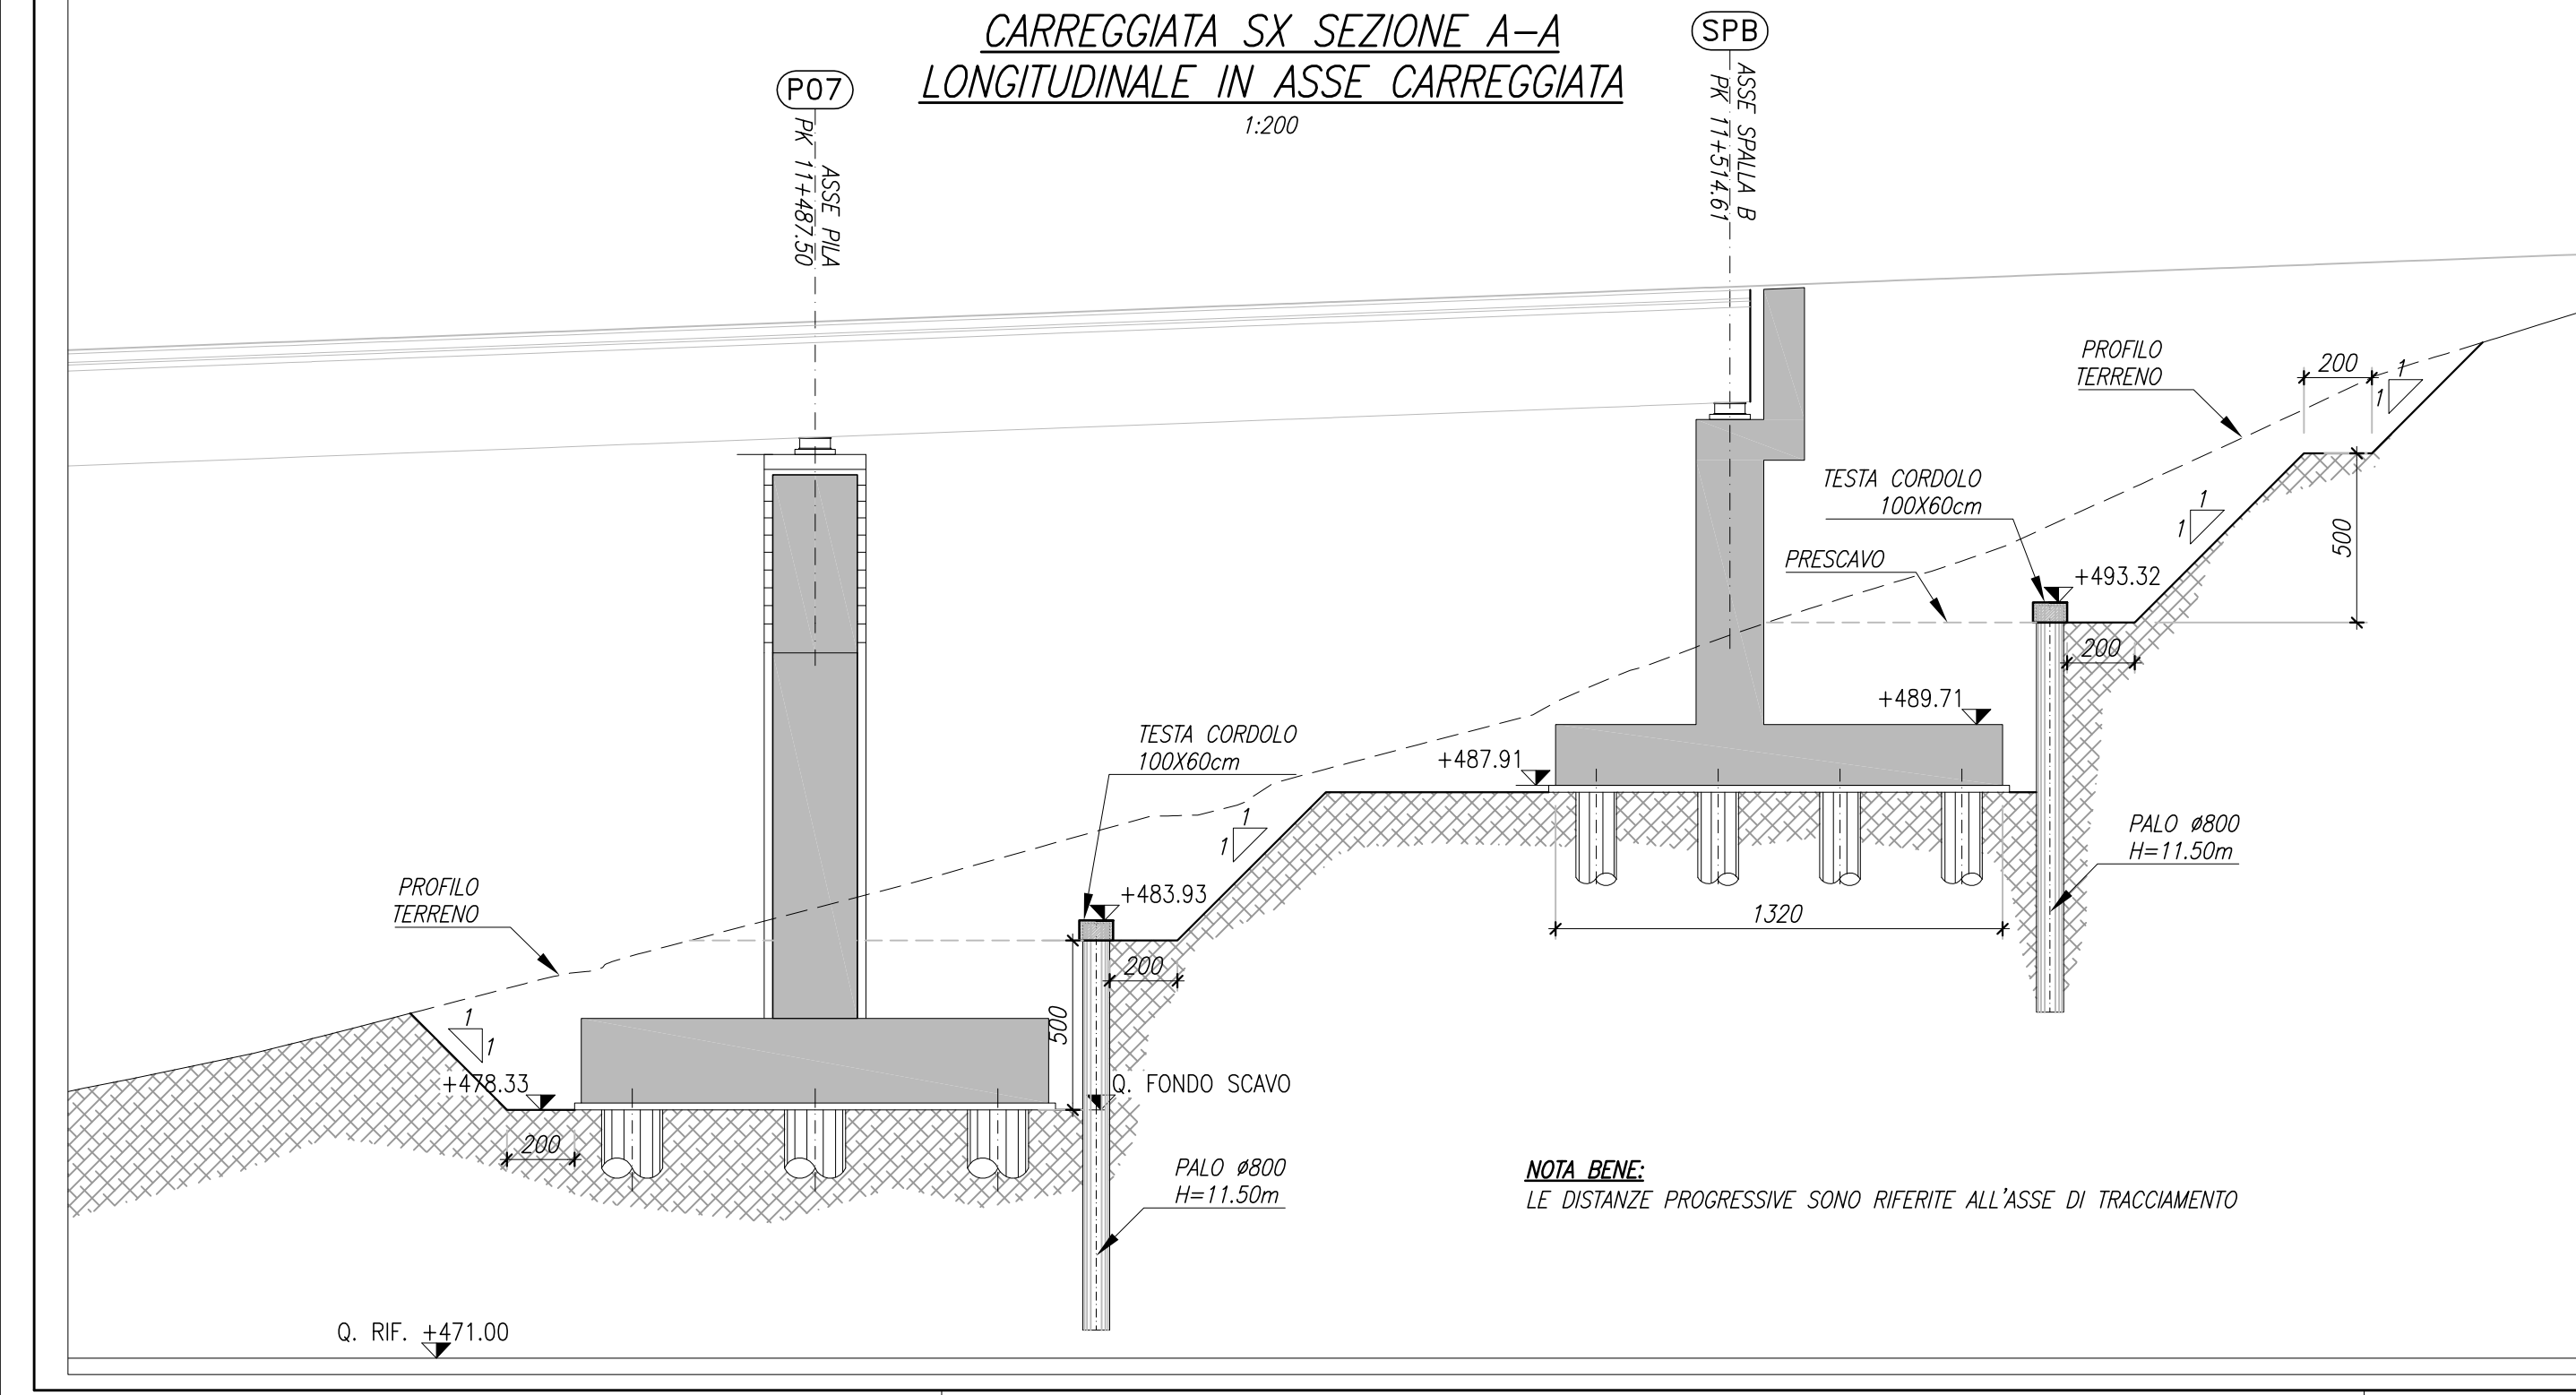 CARREGGIATA SX SEZIONE A-A
LONGITUDINALE IN ASSE CARREGGIATA
1:200
P07
ASSE PILA
PK 11+487.50
SPB
ASSE SPALLA B
PK 11+514.61
PROFILO
TERRENO
200
1
1
TESTA CORDOLO
100X60cm
1
1
500
PRESCAVO
+493.32
200
+489.71
TESTA CORDOLO
100X60cm
+487.91
1
1
PALO ø800
H=11.50m
PROFILO
TERRENO
+483.93
1320
200
1
1
500
+478.33
Q. FONDO SCAVO
200
PALO ø800
H=11.50m
NOTA BENE:
LE DISTANZE PROGRESSIVE SONO RIFERITE ALL'ASSE DI TRACCIAMENTO
Q. RIF. +471.00